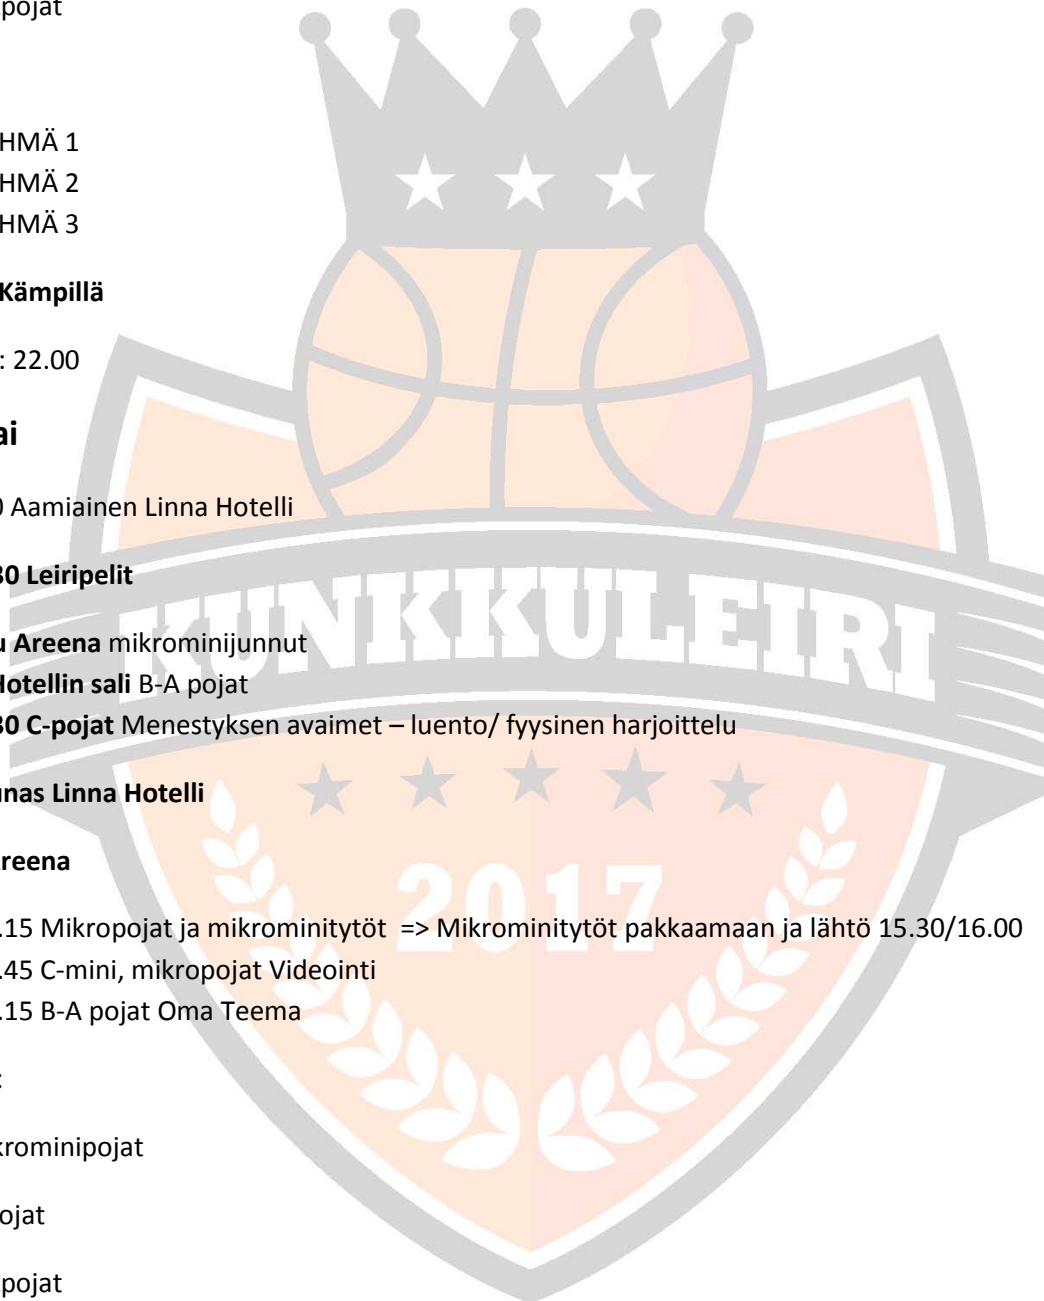 pojat
HMÄ 1
HMÄ 2
HMÄ 3
Kämpillä
: 22.00
ai
0 Aamiainen Linna Hotelli
30 Leiripelit
KUNKKULEIRI
u Areena mikrominijunnut
Hotellin sali B-A pojat
30 C-pojat Menestyksen avaimet – luento/ fyysinen harjoittelu
unas Linna Hotelli
Areena
2017
.15 Mikropojat ja mikrominitytöt => Mikrominitytöt pakkaamaan ja lähtö 15.30/16.00
.45 C-mini, mikropojat Videointi
.15 B-A pojat Oma Teema
:
krominipojat
ojat
pojat